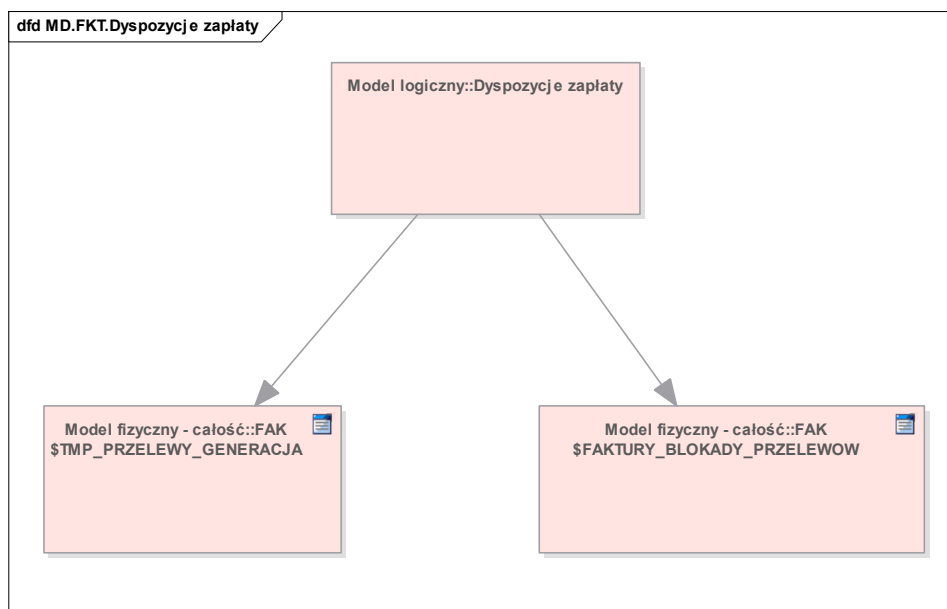 dfd MD.FKT.Dyspozycje zapłaty
Model logiczny::Dyspozycje zapłaty
Model fizyczny - całość::FAK
$TMP_PRZELEWY_GENERACJA
Model fizyczny - całość::FAK
$FAKTURY_BLOKADY_PRZELEWOW